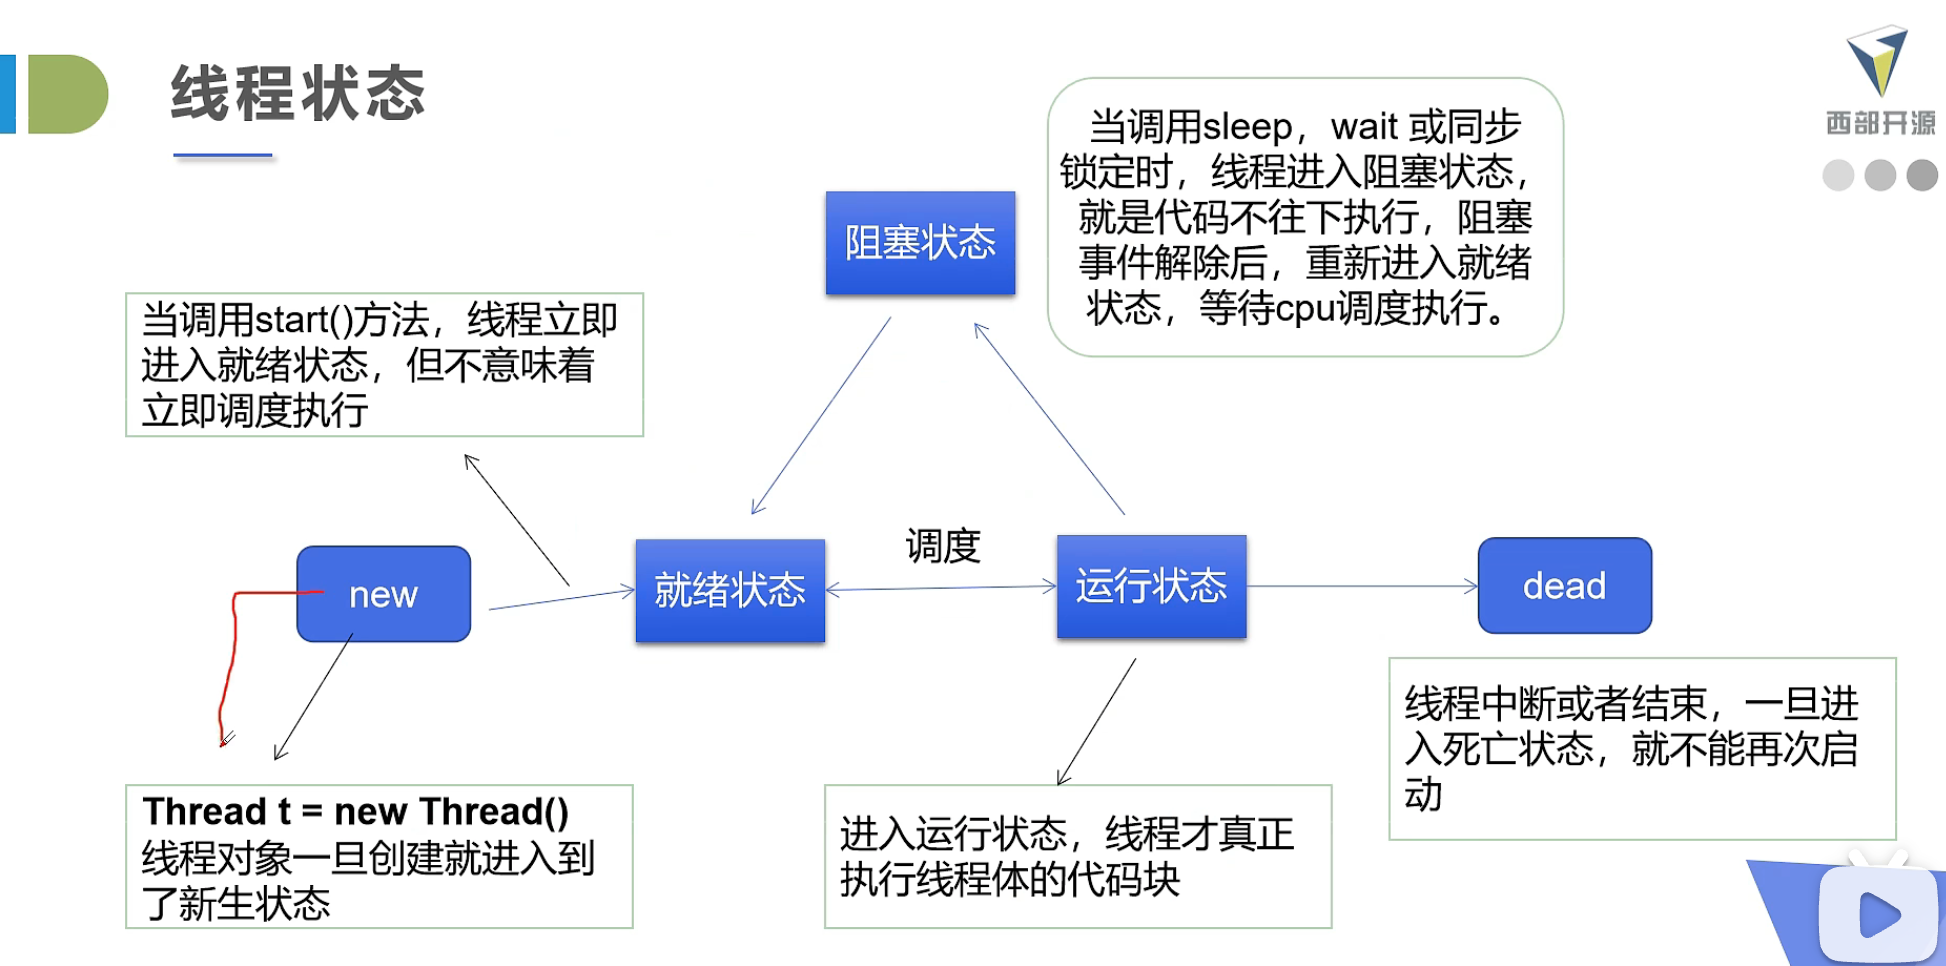 线程状态
西部开源
当调用sleep，wait 或同步
锁定时，线程进入阻塞状态，
就是代码不往下执行，阻塞
事件解除后，重新进入就绪
状态，等待cpu调度执行。
阻塞状态
当调用start()方法，线程立即
进入就绪状态，但不意味着
立即调度执行
new
就绪状态
调度
运行状态
dead
Thread t = new Thread()
线程对象一旦创建就进入到
了新生状态
进入运行状态，线程才真正
执行线程体的代码块
线程中断或者结束，一旦进
入死亡状态，就不能再次启
动